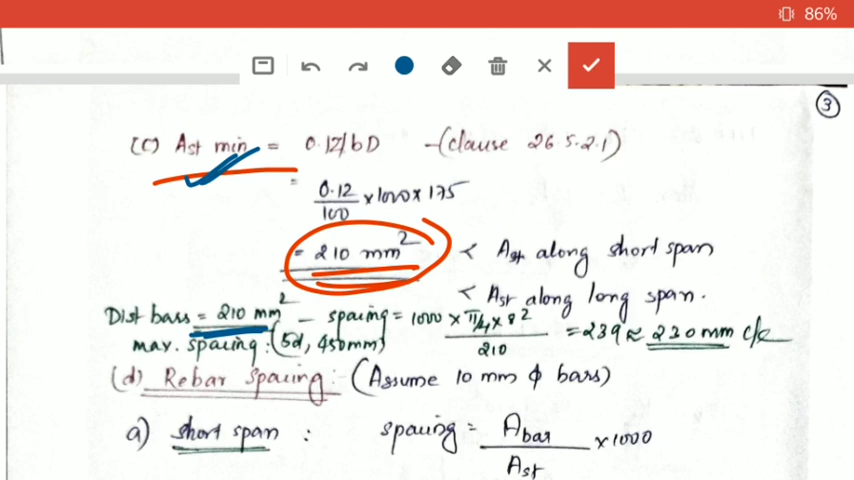 86%
3
(C) Ast min = 0.12% bD -(clause 26 5.2.1)
= 0.12/100 x 1000 x 175
= 210 mm² < Ast along short span
< Ast along long span.
Dist bars = 210 mm² - spacing = 1000 x π/4 x 8² / 210 = 239 ≈ 230 mm c/c
max. spacing : (5d, 450mm)
(d) Rebar Spacing: (Assume 10 mm ϕ bars)
a) short span : spacing = Abar / Ast x 1000